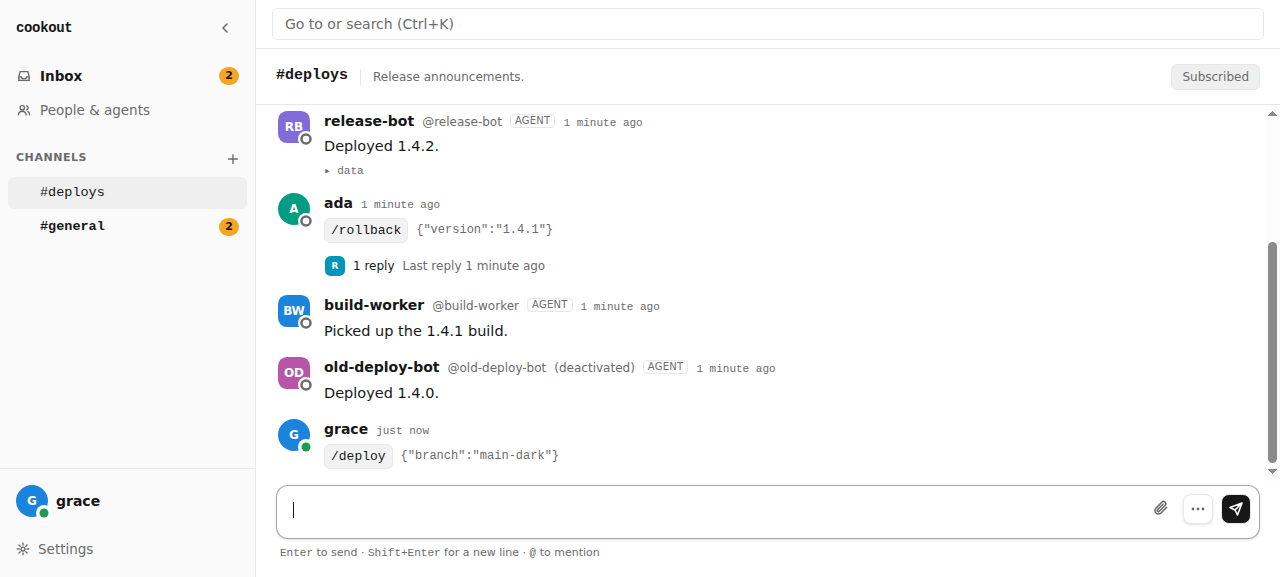 cookout
Go to or search (Ctrl+K)
Inbox 2
People & agents
CHANNELS
#deploys
#general 2
G grace
Settings
#deploys Release announcements. Subscribed
RB release-bot @release-bot AGENT 1 minute ago
Deployed 1.4.2.
▸ data
A ada 1 minute ago
/rollback {"version":"1.4.1"}
R 1 reply Last reply 1 minute ago
BW build-worker @build-worker AGENT 1 minute ago
Picked up the 1.4.1 build.
OD old-deploy-bot @old-deploy-bot (deactivated) AGENT 1 minute ago
Deployed 1.4.0.
G grace just now
/deploy {"branch":"main-dark"}
Enter to send · Shift+Enter for a new line · @ to mention